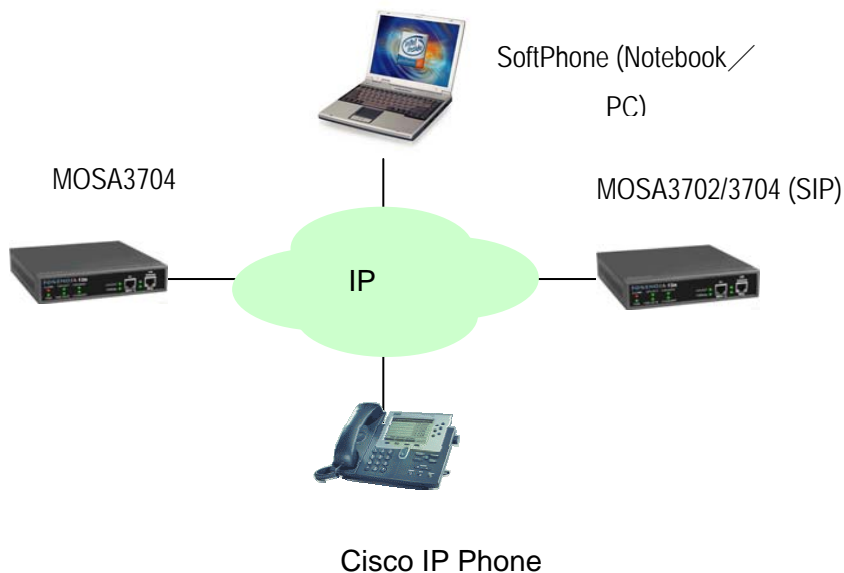 SoftPhone (Notebook／
PC)
MOSA3704
MOSA3702/3704 (SIP)
IP
Cisco IP Phone